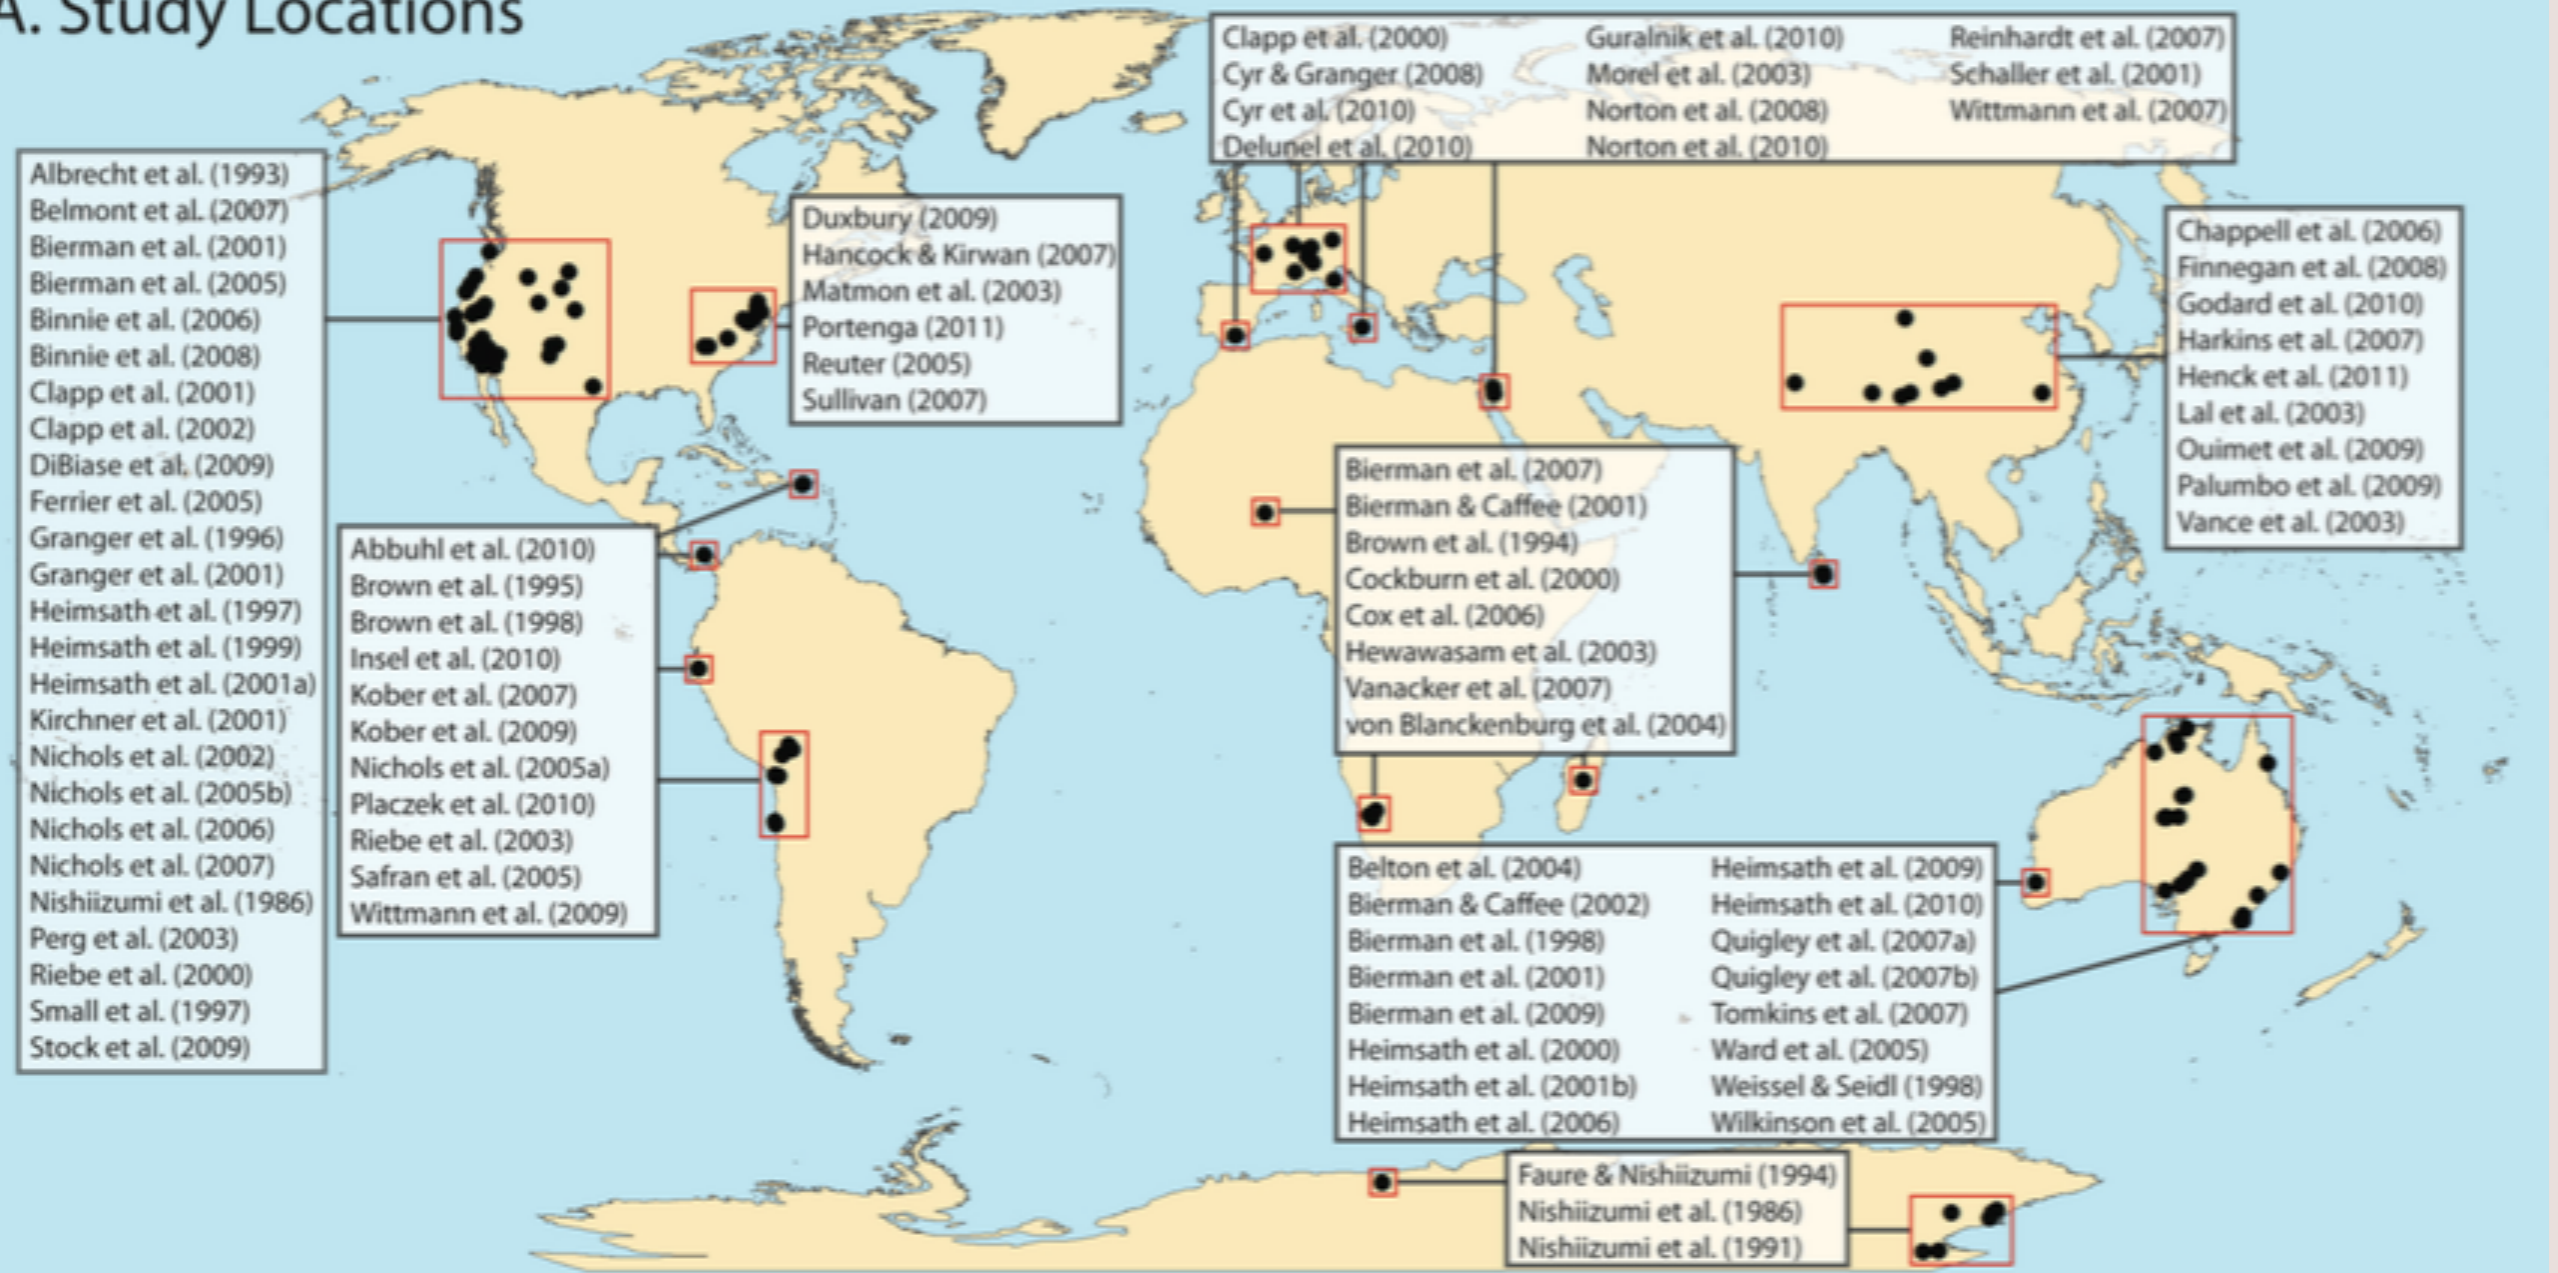 A. Study Locations
Clapp et al. (2000)
Cyr & Granger (2008)
Cyr et al. (2010)
Delunel et al. (2010)
Guralnik et al. (2010)
Morel et al. (2003)
Norton et al. (2008)
Norton et al. (2010)
Reinhardt et al. (2007)
Schaller et al. (2001)
Wittmann et al. (2007)
Albrecht et al. (1993)
Belmont et al. (2007)
Bierman et al. (2001)
Bierman et al. (2005)
Binnie et al. (2006)
Binnie et al. (2008)
Clapp et al. (2001)
Clapp et al. (2002)
DiBiase et al. (2009)
Ferrier et al. (2005)
Granger et al. (1996)
Granger et al. (2001)
Heimsath et al. (1997)
Heimsath et al. (1999)
Heimsath et al. (2001a)
Kirchner et al. (2001)
Nichols et al. (2002)
Nichols et al. (2005b)
Nichols et al. (2006)
Nichols et al. (2007)
Nishiizumi et al. (1986)
Perg et al. (2003)
Riebe et al. (2000)
Small et al. (1997)
Stock et al. (2009)
Duxbury (2009)
Hancock & Kirwan (2007)
Matmon et al. (2003)
Portenga (2011)
Reuter (2005)
Sullivan (2007)
Chappell et al. (2006)
Finnegan et al. (2008)
Godard et al. (2010)
Harkins et al. (2007)
Henck et al. (2011)
Lal et al. (2003)
Ouimet et al. (2009)
Palumbo et al. (2009)
Vance et al. (2003)
Abbuhl et al. (2010)
Brown et al. (1995)
Brown et al. (1998)
Insel et al. (2010)
Kober et al. (2007)
Kober et al. (2009)
Nichols et al. (2005a)
Placzek et al. (2010)
Riebe et al. (2003)
Safran et al. (2005)
Wittmann et al. (2009)
Bierman et al. (2007)
Bierman & Caffee (2001)
Brown et al. (1994)
Cockburn et al. (2000)
Cox et al. (2006)
Hewawasam et al. (2003)
Vanacker et al. (2007)
von Blanckenburg et al. (2004)
Belton et al. (2004)
Bierman & Caffee (2002)
Bierman et al. (1998)
Bierman et al. (2001)
Bierman et al. (2009)
Heimsath et al. (2000)
Heimsath et al. (2001b)
Heimsath et al. (2006)
Heimsath et al. (2009)
Heimsath et al. (2010)
Quigley et al. (2007a)
Quigley et al. (2007b)
Tomkins et al. (2007)
Ward et al. (2005)
Weissel & Seidl (1998)
Wilkinson et al. (2005)
Faure & Nishiizumi (1994)
Nishiizumi et al. (1986)
Nishiizumi et al. (1991)